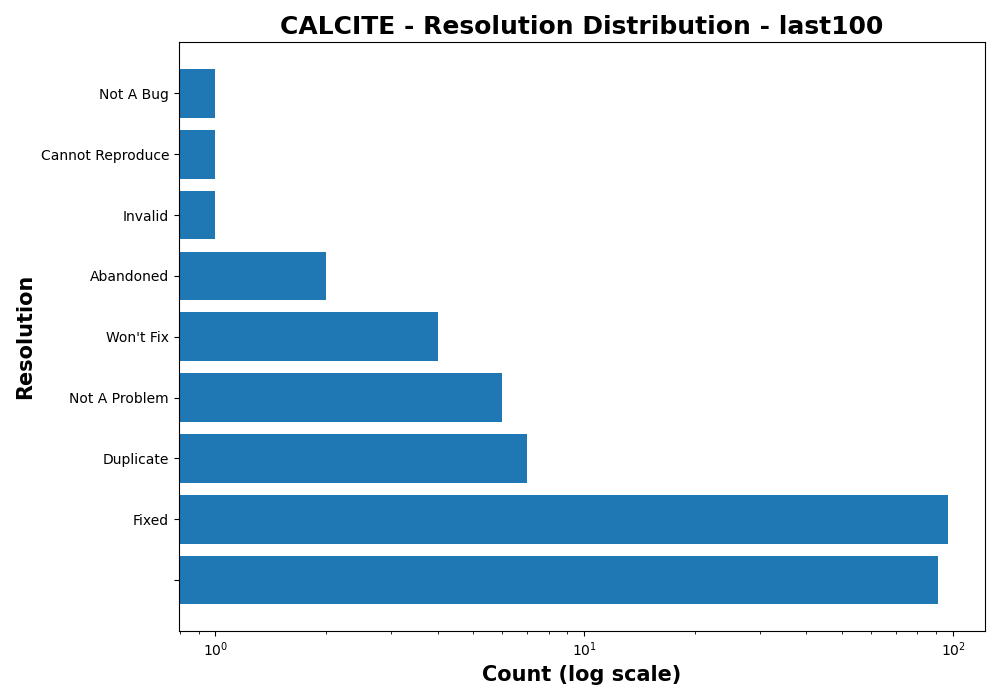 CALCITE - Resolution Distribution - last100
Not A Bug
Cannot Reproduce
Invalid
Abandoned
Won't Fix
Not A Problem
Duplicate
Fixed
Resolution
10⁰
10¹
10²
Count (log scale)